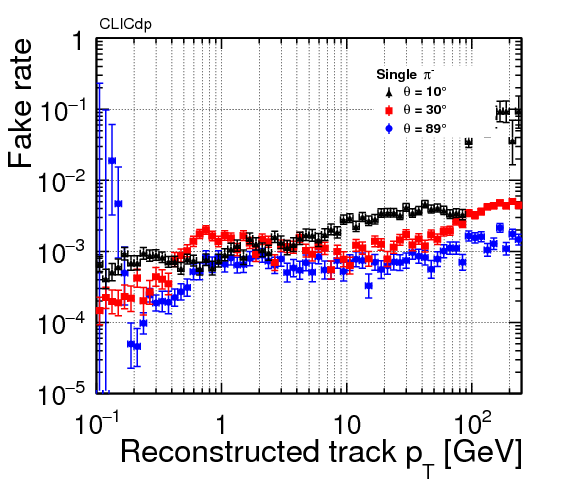 CLICdp
Fake rate
1
10⁻¹
10⁻²
10⁻³
10⁻⁴
10⁻⁵
Single π⁻
θ = 10°
θ = 30°
θ = 89°
10⁻¹ 1 10 10²
Reconstructed track p_T [GeV]